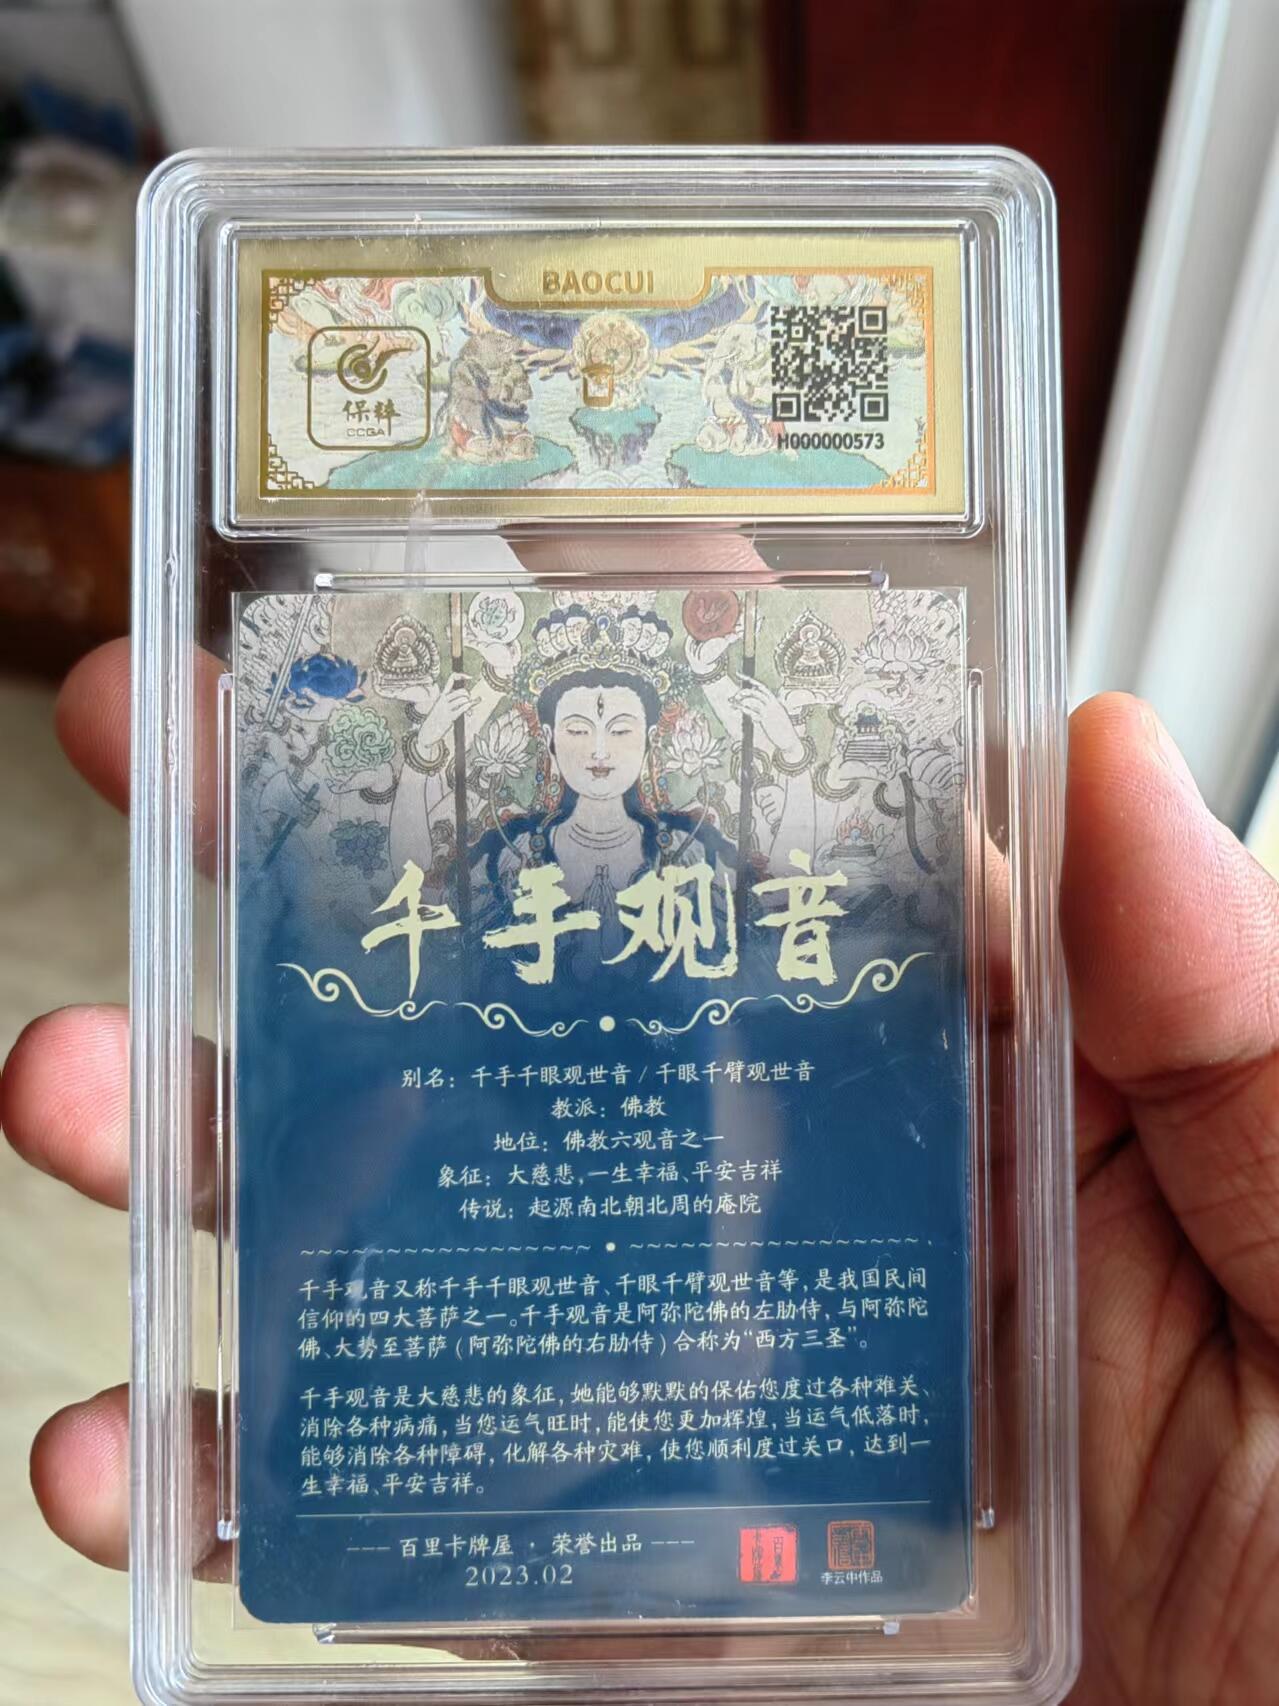 BAOCUI
保粹
CCGA
H000000573
千手观音
别名：千手千眼观世音 / 千眼千臂观世音
教派：佛教
地位：佛教六观音之一
象征：大慈悲，一生幸福、平安吉祥
传说：起源南北朝北周的庵院
千手观音又称千手千眼观世音、千眼千臂观世音等，是我国民间
信仰的四大菩萨之一。千手观音是阿弥陀佛的左胁侍，与阿弥陀
佛、大势至菩萨（阿弥陀佛的右胁侍）合称为“西方三圣”。
千手观音是大慈悲的象征，她能够默默的保佑您度过各种难关、
消除各种病痛，当您运气旺时，能使您更加辉煌，当运气低落时，
能够消除各种障碍，化解各种灾难，使您顺利度过关口，达到一
生幸福、平安吉祥。
--- 百里卡牌屋 · 荣誉出品 ---
2023.02
李云中作品